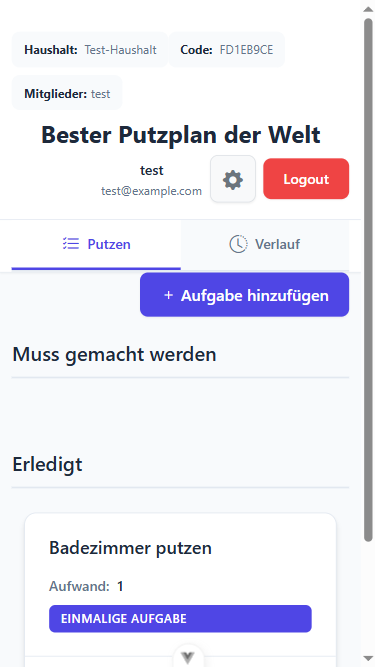 Haushalt: Test-Haushalt Code: FD1EB9CE
Mitglieder: test
Bester Putzplan der Welt
test
test@example.com
Logout
Putzen Verlauf
+ Aufgabe hinzufügen
Muss gemacht werden
Erledigt
Badezimmer putzen
Aufwand: 1
EINMALIGE AUFGABE